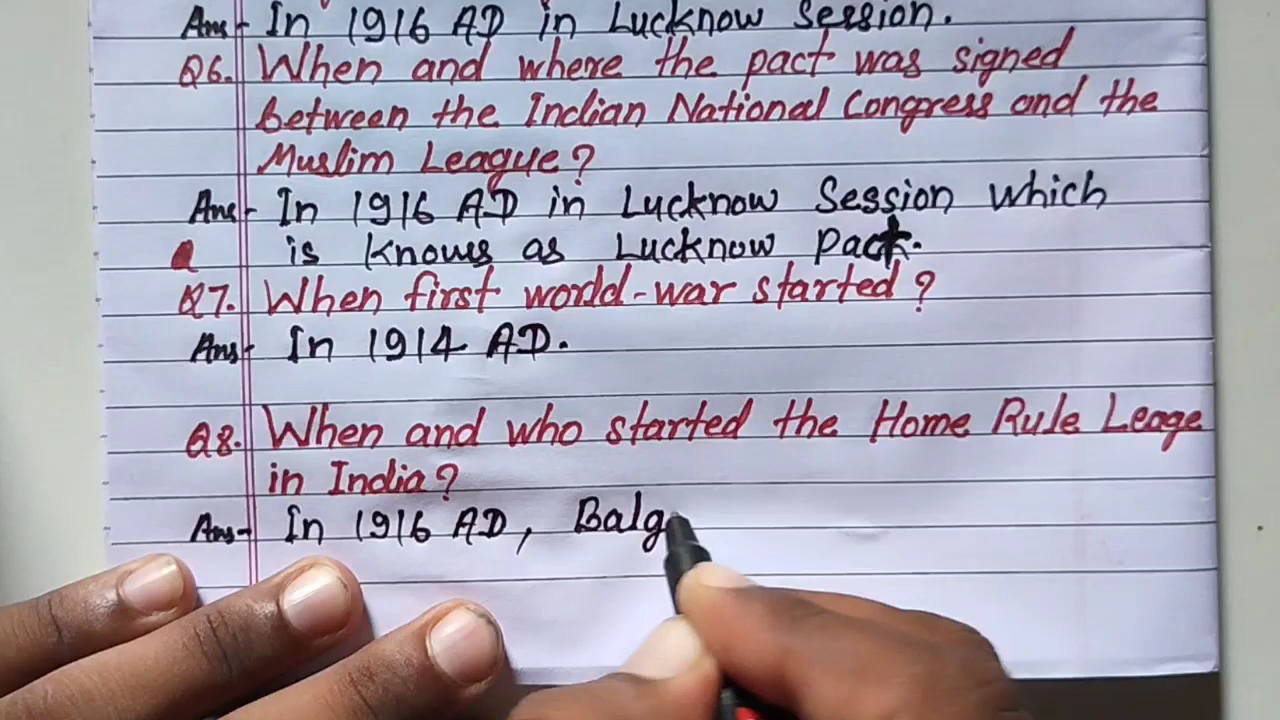 Ans- In 1916 AD in Lucknow Session.
Q6. When and where the pact was signed
between the Indian National Congress and the
Muslim League?
Ans- In 1916 AD in Lucknow Session which
is knows as Lucknow pact.
Q7. When first world-war started?
Ans- In 1914 AD.
Q8. When and who started the Home Rule Leage
in India?
Ans- In 1916 AD, Balg